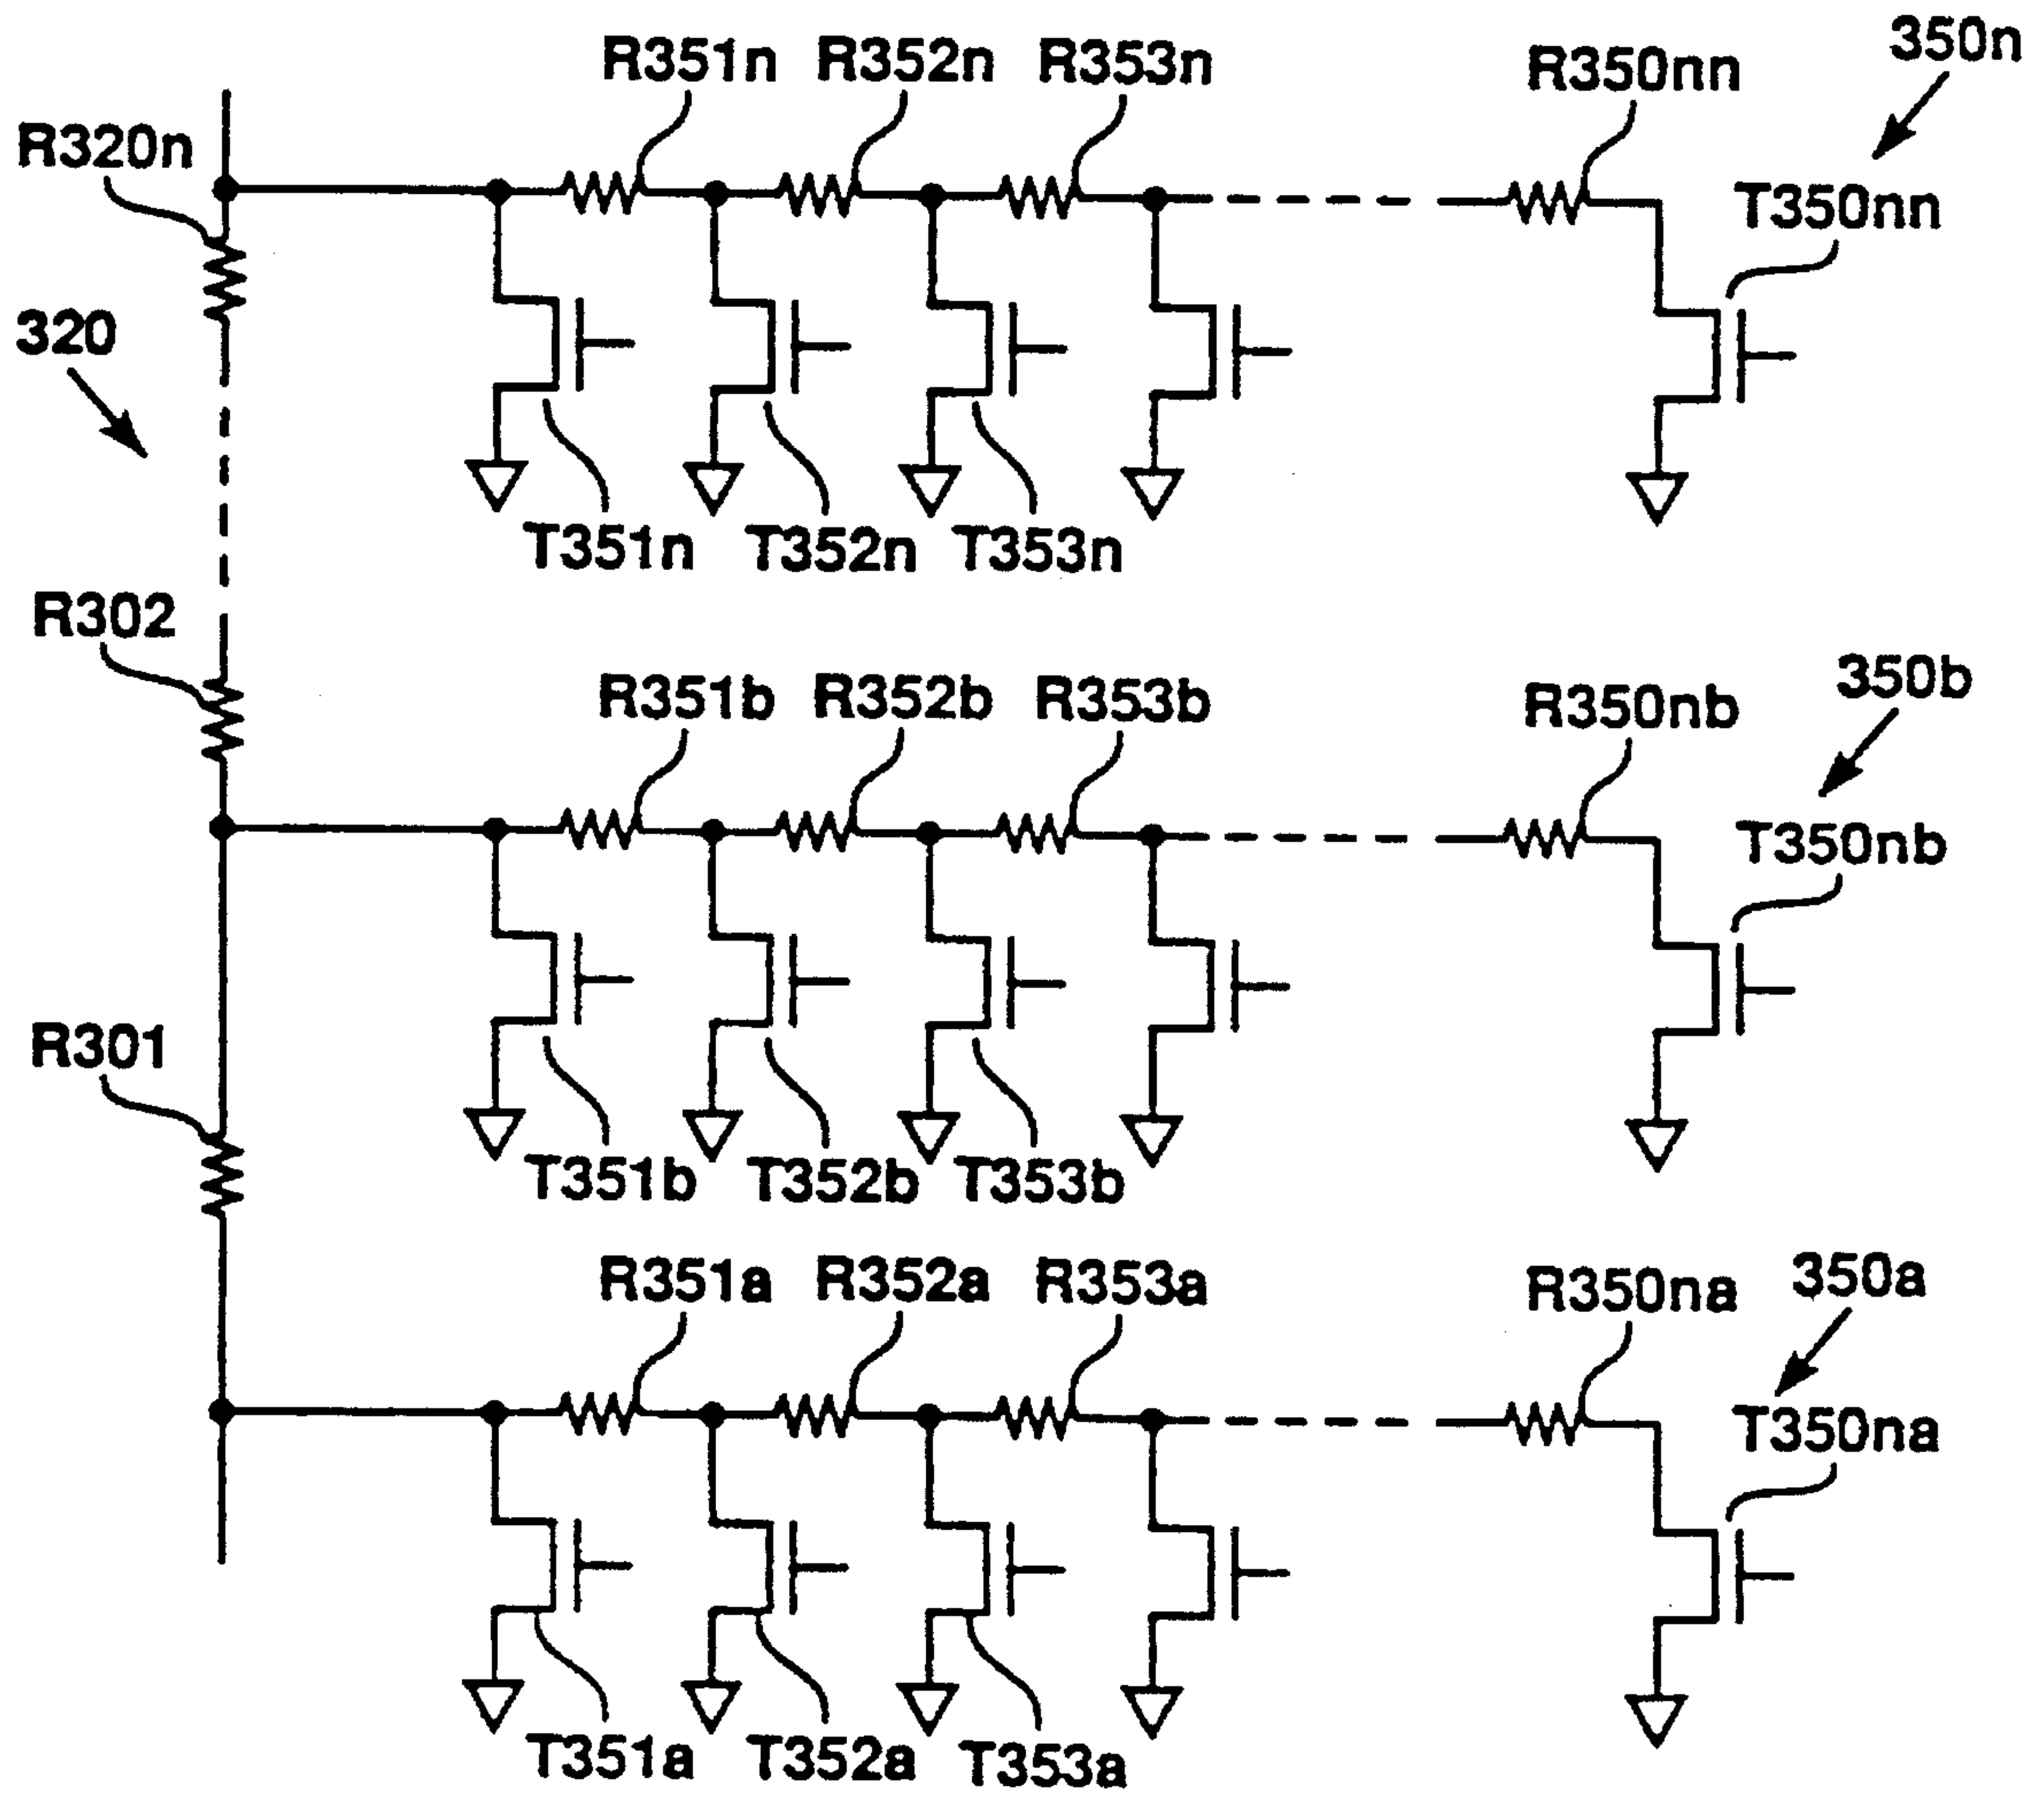 350n
R351n R352n R353n R350nn
R320n
T350nn
320
T351n T352n T353n
R302
350b
R351b R352b R353b R350nb
T350nb
R301
T351b T352b T353b
350a
R351a R352a R353a R350na
T350na
T351a T352a T353a